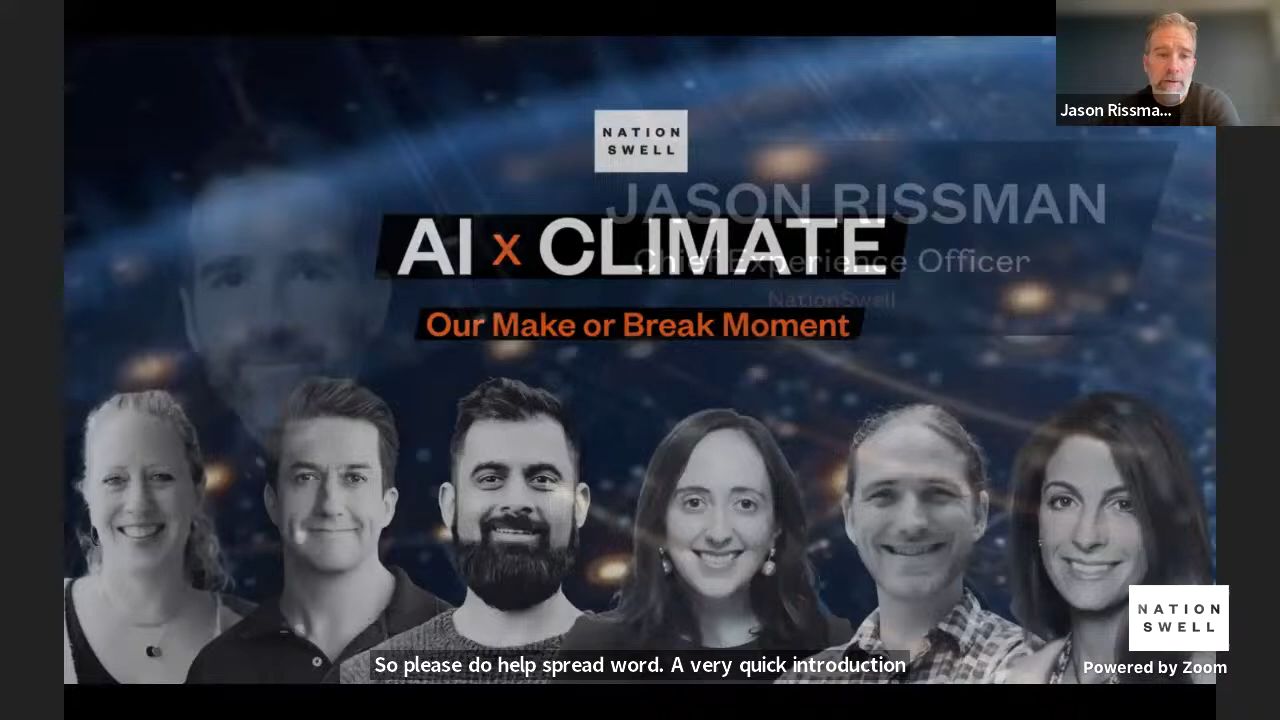 Jason Rissma...
NATION
SWELL
JASON RISSMAN
AI x CLIMATE
Chief Experience Officer
NationSwell
Our Make or Break Moment
NATION
SWELL
So please do help spread word. A very quick introduction
Powered by Zoom